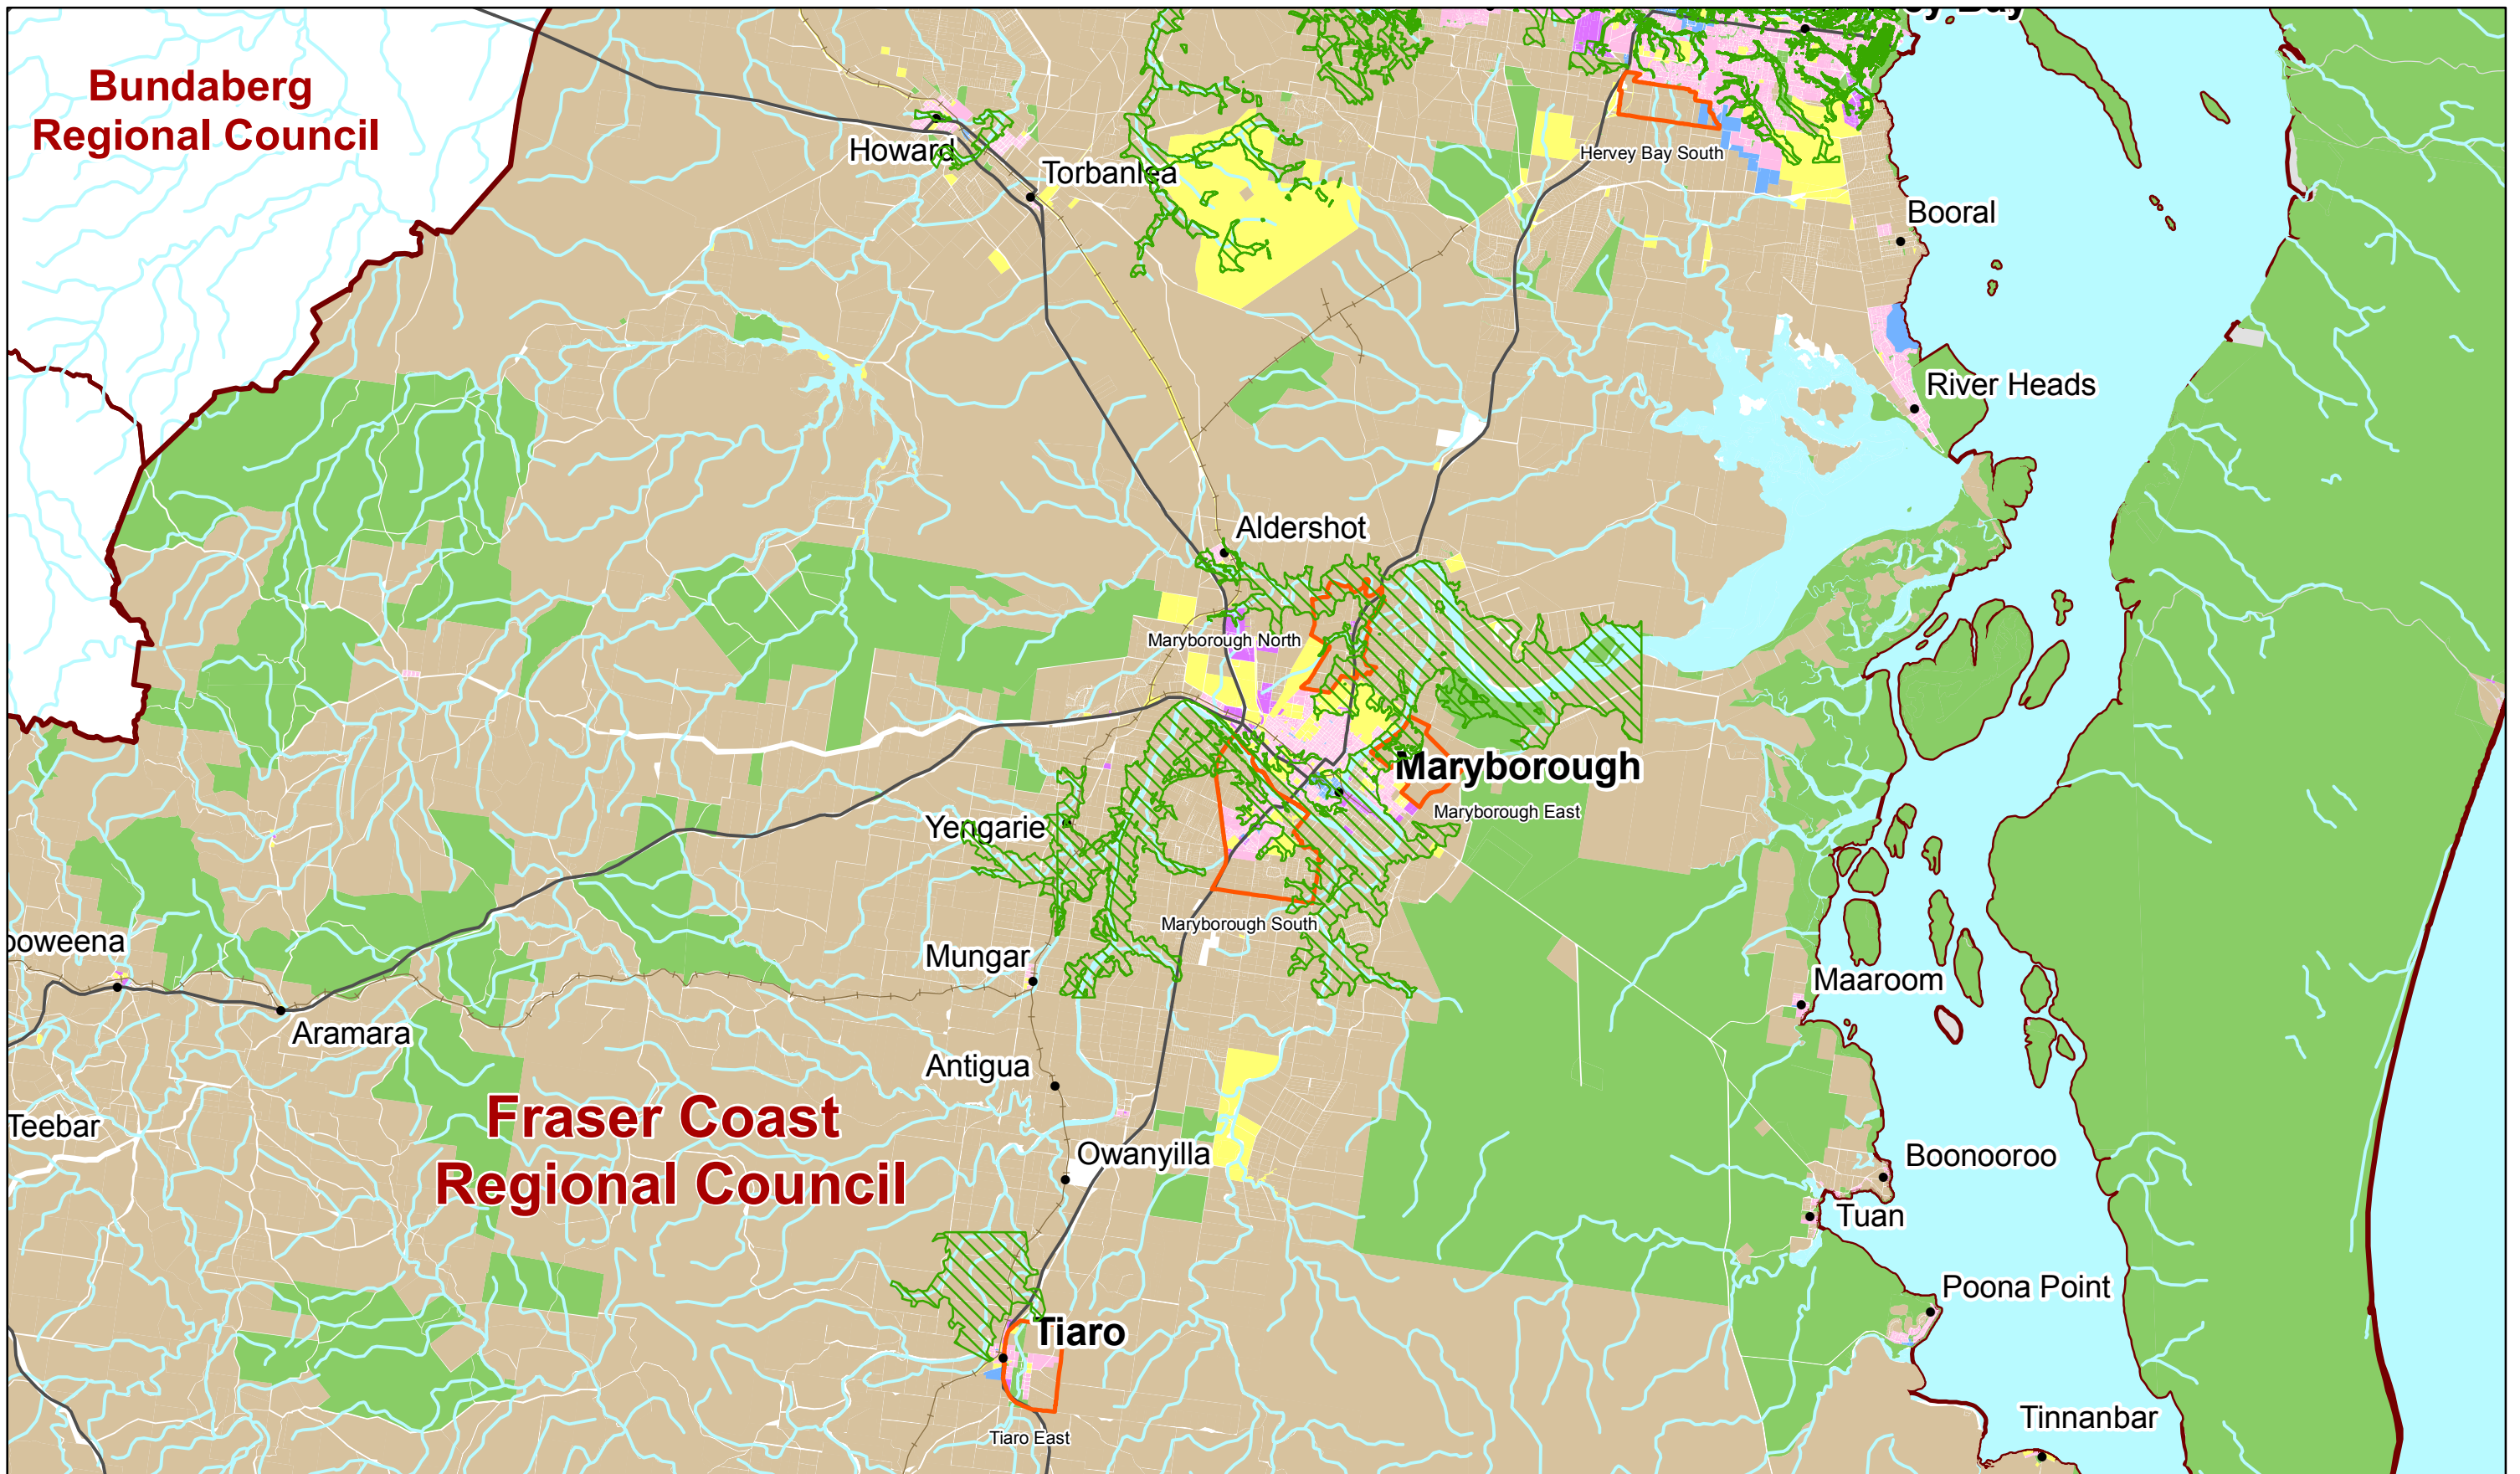 Bundaberg
Regional Council
Howard
Torbanlea
Hervey Bay South
Booral
River Heads
Aldershot
Maryborough North
Maryborough
Maryborough East
Yengarie
Maryborough South
Mungar
Maaroom
Aramara
Antigua
Fraser Coast
Regional Council
Teebar
Owanyilla
Boonooroo
Tuan
Poona Point
Tiaro
Tinnanbar
Tiaro East